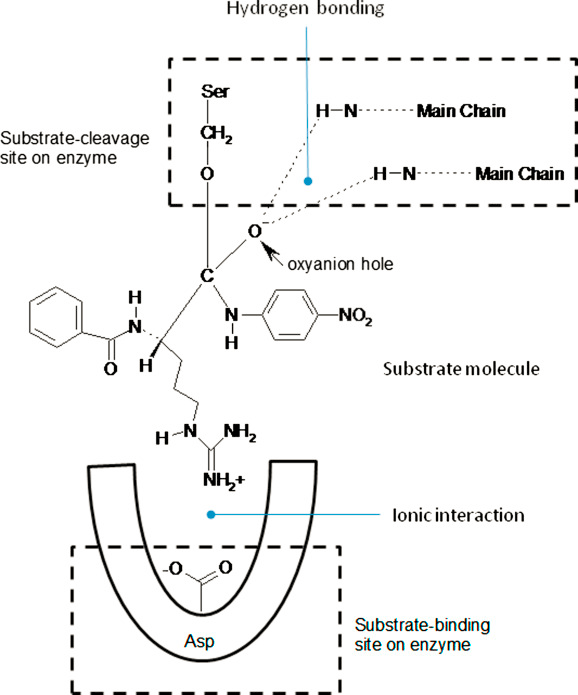 Hydrogen bonding
Ser
CH2
O
H–N Main Chain
H–N Main Chain
Substrate-cleavage
site on enzyme
O-
oxyanion hole
C
H
N
O
H
N
H
NO2
Substrate molecule
H–N
NH2
NH2+
Ionic interaction
-O
O
Asp
Substrate-binding
site on enzyme